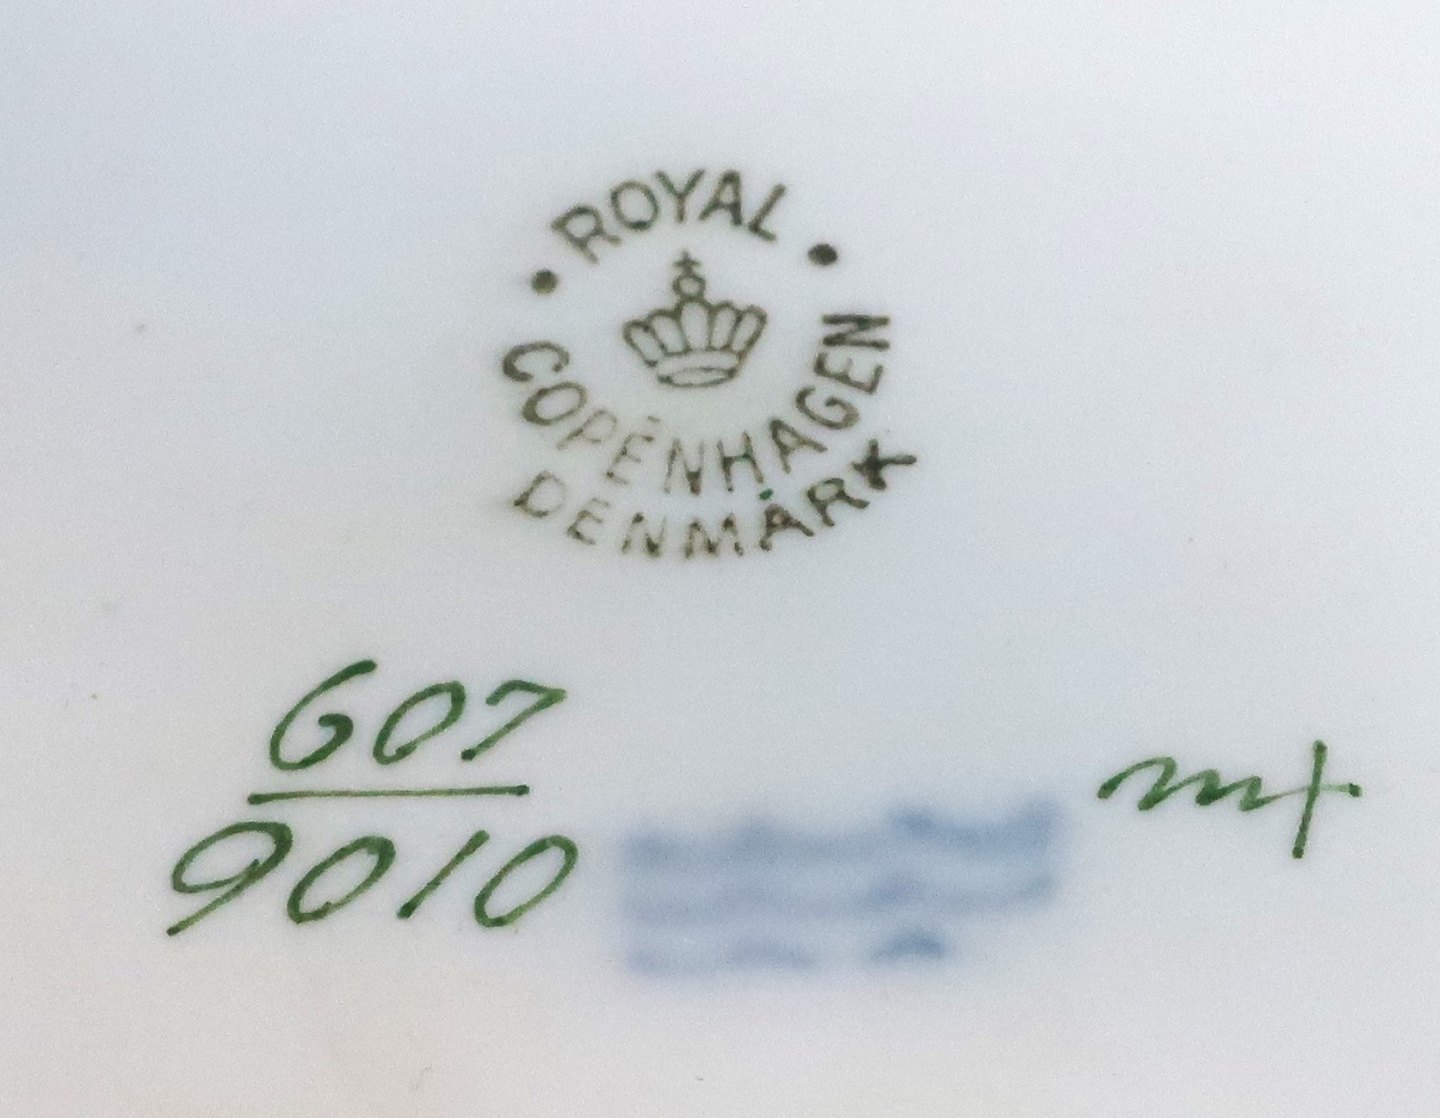 ROYAL
COPENHAGEN
DENMARK
607
9010